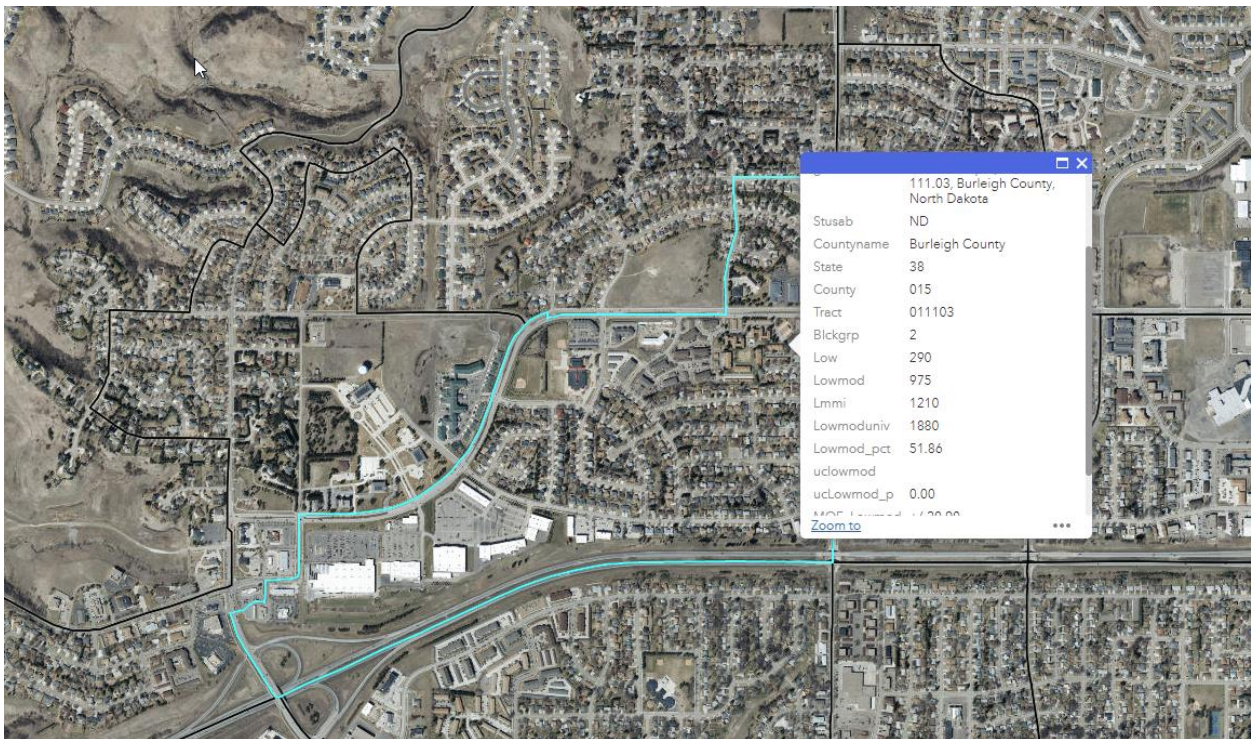 111.03, Burleigh County,
North Dakota
Stusab ND
Countyname Burleigh County
State 38
County 015
Tract 011103
Blckgrp 2
Low 290
Lowmod 975
Lmmi 1210
Lowmoduniv 1880
Lowmod_pct 51.86
uclowmod
ucLowmod_p 0.00
Zoom to